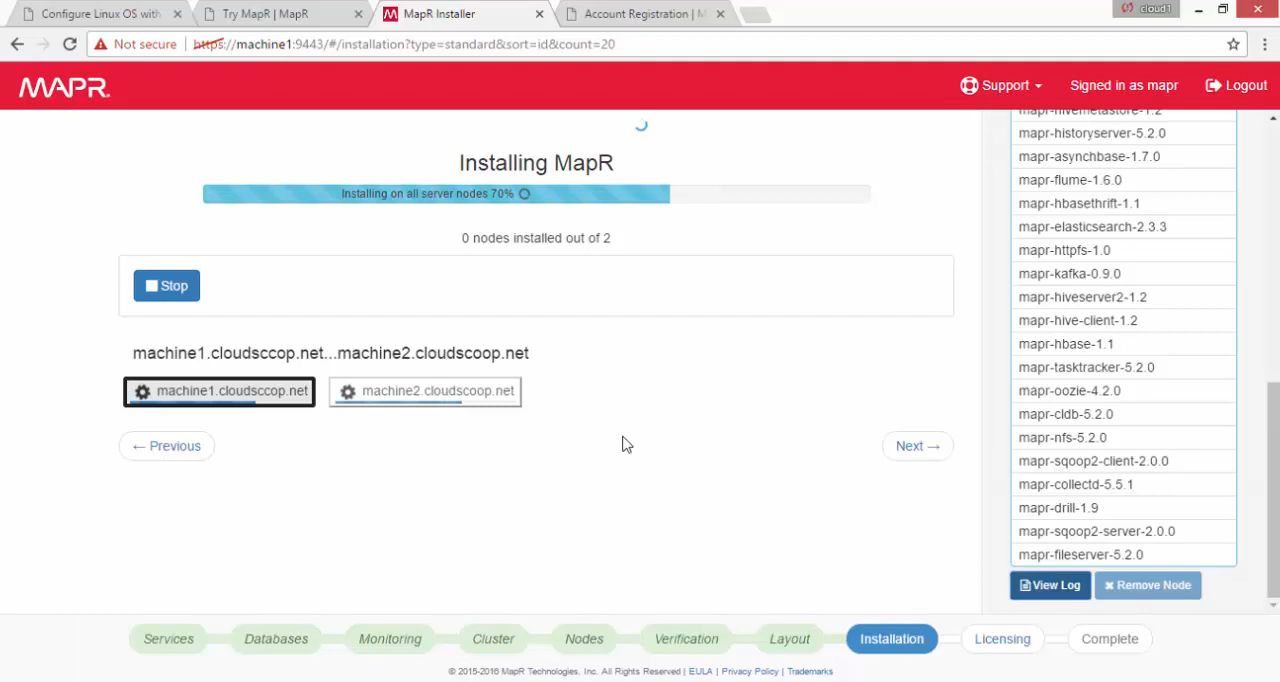 Configure Linux OS with
Try MapR | MapR
MapR Installer
Account Registration | M
cloud1
Not secure
https://machine1:9443/#/installation?type=standard&sort=id&count=20
MAPR.
Support
Signed in as mapr
Logout
Installing MapR
Installing on all server nodes 70%
0 nodes installed out of 2
Stop
machine1.cloudsccop.net...machine2.cloudscoop.net
machine1.cloudsccop.net
machine2.cloudscoop.net
← Previous
Next →
mapr-hivemetastore-1.2
mapr-historyserver-5.2.0
mapr-asynchbase-1.7.0
mapr-flume-1.6.0
mapr-hbasethrift-1.1
mapr-elasticsearch-2.3.3
mapr-httpfs-1.0
mapr-kafka-0.9.0
mapr-hiveserver2-1.2
mapr-hive-client-1.2
mapr-hbase-1.1
mapr-tasktracker-5.2.0
mapr-oozie-4.2.0
mapr-cldb-5.2.0
mapr-nfs-5.2.0
mapr-sqoop2-client-2.0.0
mapr-collectd-5.5.1
mapr-drill-1.9
mapr-sqoop2-server-2.0.0
mapr-fileserver-5.2.0
View Log
Remove Node
Services
Databases
Monitoring
Cluster
Nodes
Verification
Layout
Installation
Licensing
Complete
© 2015-2016 MapR Technologies, Inc. All Rights Reserved | EULA | Privacy Policy | Trademarks